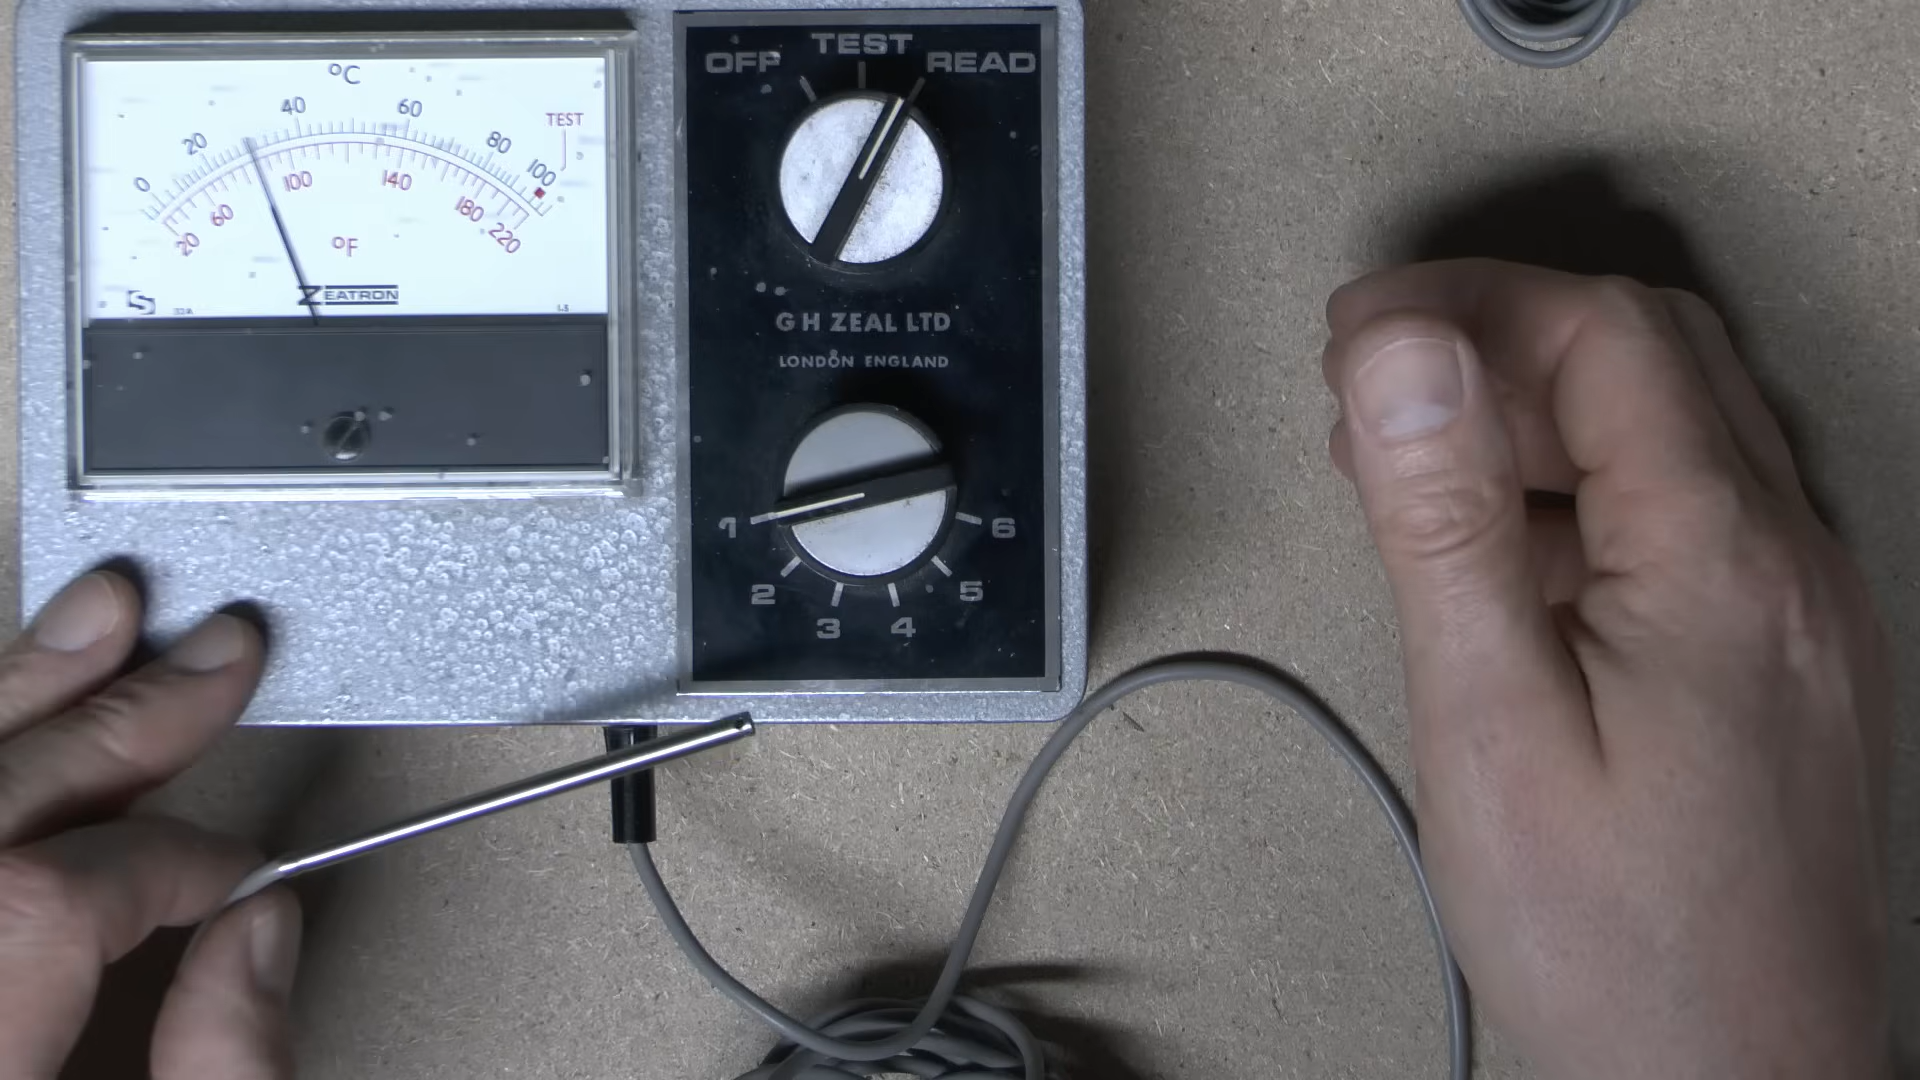 °C
0 20 40 60 80 100
TEST
20 60 100 140 180 220
°F
ZEATRON
OFF TEST READ
G H ZEAL LTD
LONDON ENGLAND
1 2 3 4 5 6